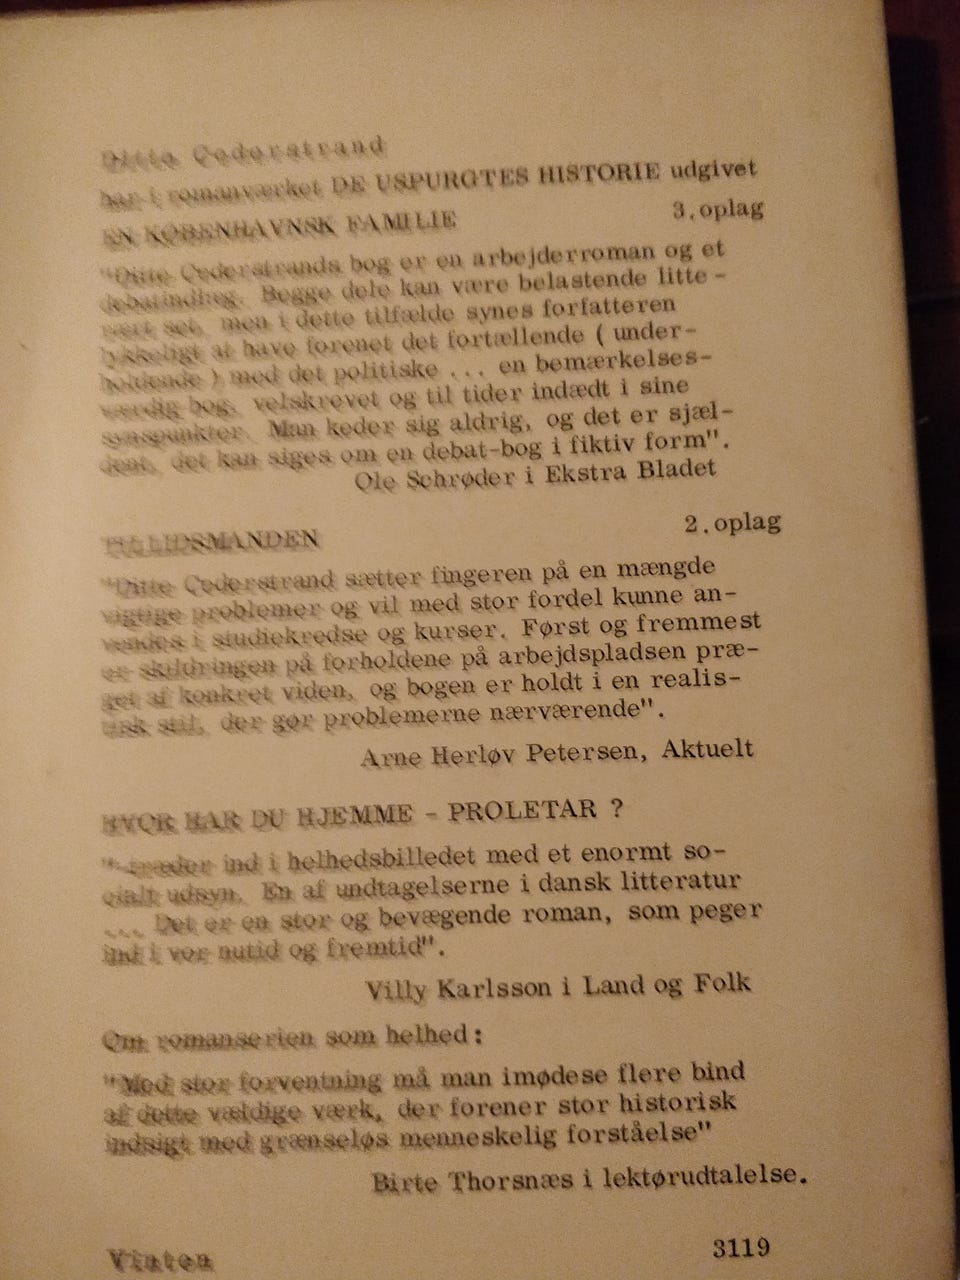 Ditte Cederstrand
har i romanværket DE USPURGTES HISTORIE udgivet
EN KØBENHAVNSK FAMILIE 3.oplag
"Ditte Cederstrands bog er en arbejderroman og et
debatindlæg. Begge dele kan være belastende litte-
rært set, men i dette tilfælde synes forfatteren
lykkeligt at have forenet det fortællende ( under-
holdende ) med det politiske ... en bemærkelses-
værdig bog, velskrevet og til tider indædt i sine
synspunkter. Man keder sig aldrig, og det er sjæl-
dent, det kan siges om en debat-bog i fiktiv form".
Ole Schrøder i Ekstra Bladet
TILLIDSMANDEN 2.oplag
"Ditte Cederstrand sætter fingeren på en mængde
vigtige problemer og vil med stor fordel kunne an-
vendes i studiekredse og kurser. Først og fremmest
er skildringen på forholdene på arbejdspladsen præ-
get af konkret viden, og bogen er holdt i en realis-
tisk stil, der gør problemerne nærværende".
Arne Herløv Petersen, Aktuelt
HVOR HAR DU HJEMME - PROLETAR ?
ind i helhedsbilledet med et enormt so-
cialt udsyn. En af undtagelserne i dansk litteratur
... Det er en stor og bevægende roman, som peger
ind i vor nutid og fremtid".
Villy Karlsson i Land og Folk
Om romanserien som helhed:
"Med stor forventning må man imødese flere bind
af dette vældige værk, der forener stor historisk
indsigt med grænseløs menneskelig forståelse"
Birte Thorsnæs i lektørudtalelse.
Vinten 3119